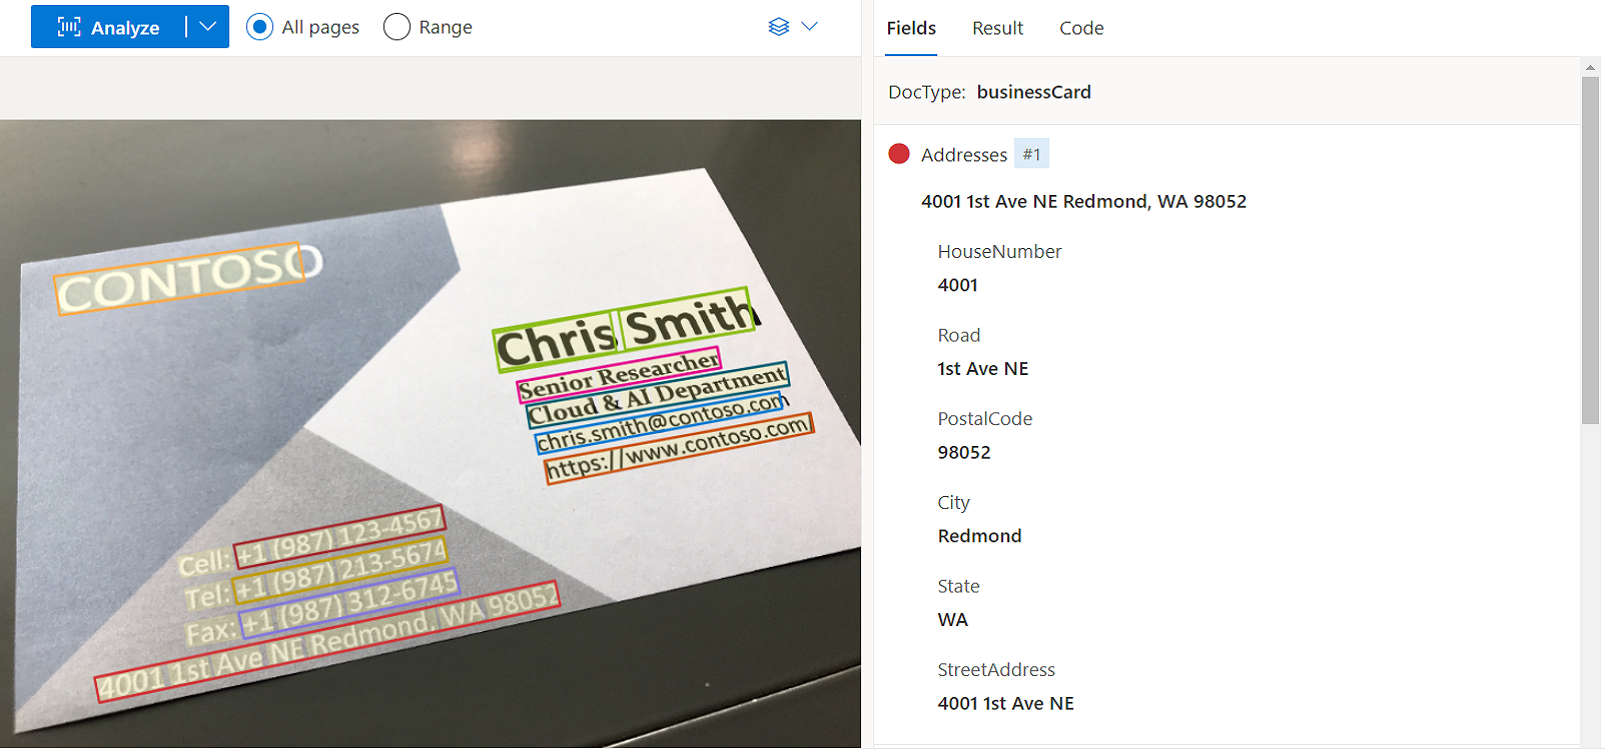 Analyze
All pages
Range
CONTOSO
Chris Smith
Senior Researcher
Cloud & AI Department
chris.smith@contoso.com
https://www.contoso.com/
Cell: +1 (987) 123-4567
Tel: +1 (987) 213-5674
Fax: +1 (987) 312-6745
4001 1st Ave NE Redmond, WA 98052
Fields Result Code
DocType: businessCard
Addresses #1
4001 1st Ave NE Redmond, WA 98052
HouseNumber
4001
Road
1st Ave NE
PostalCode
98052
City
Redmond
State
WA
StreetAddress
4001 1st Ave NE